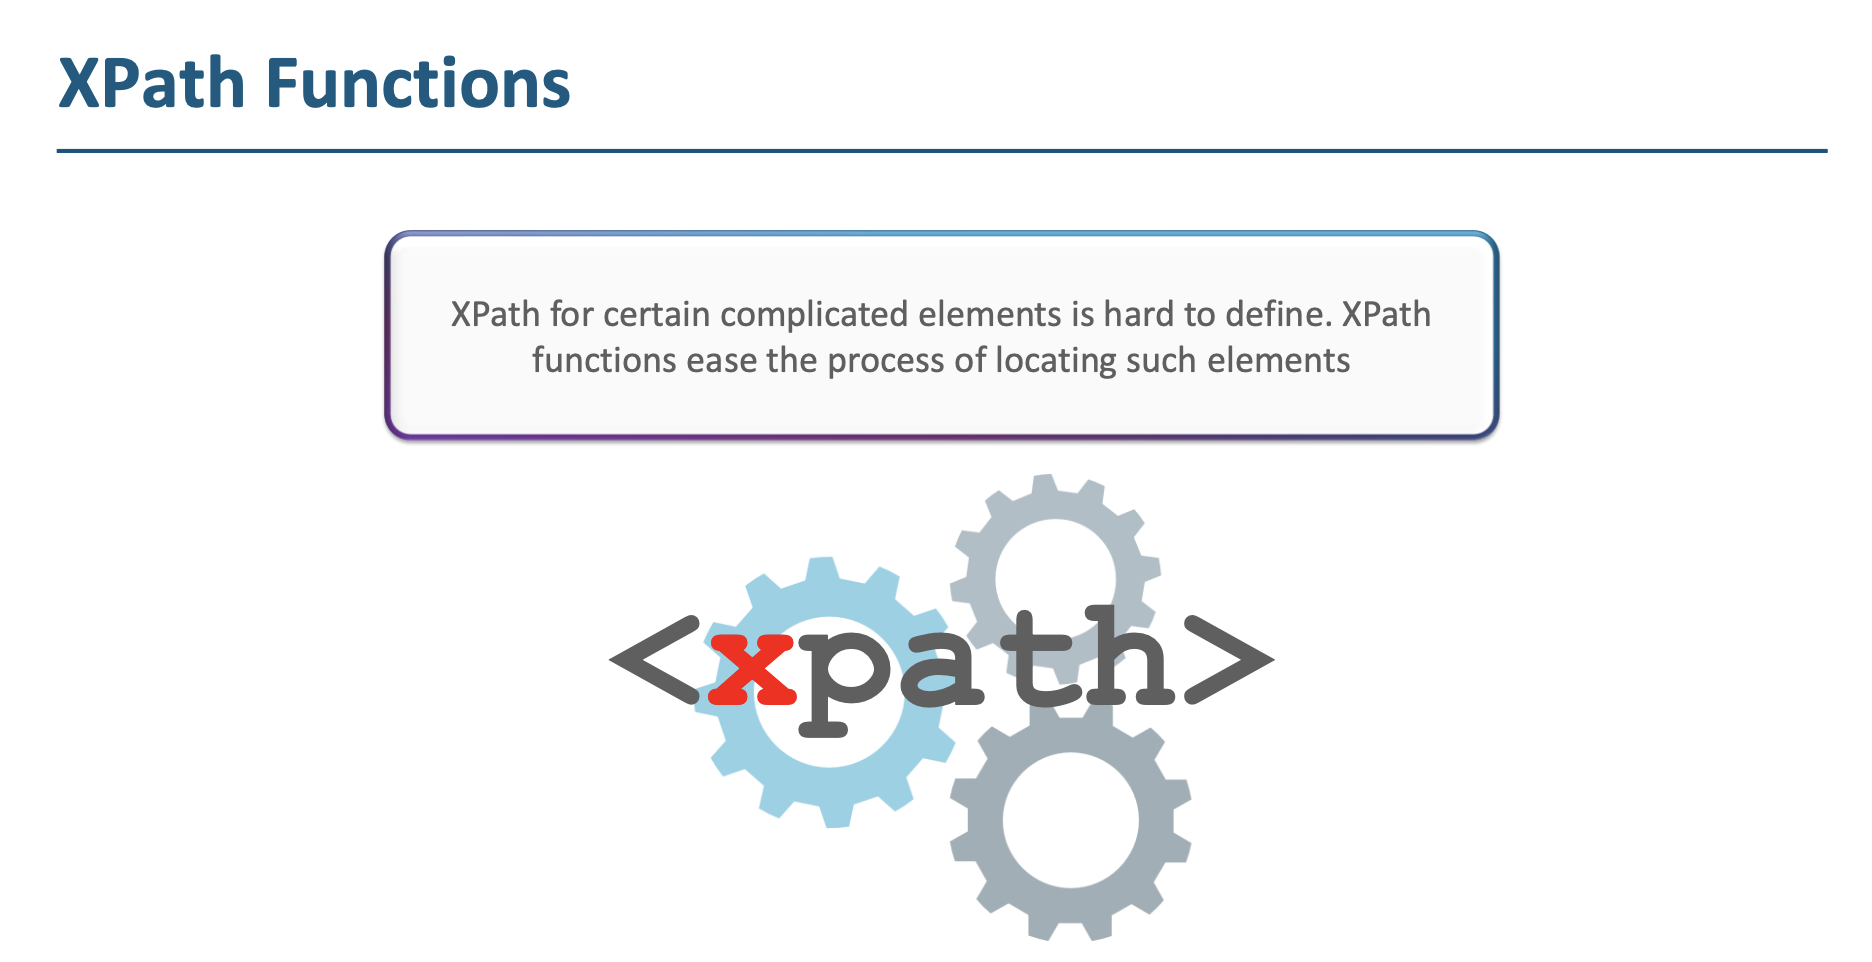 XPath Functions
XPath for certain complicated elements is hard to define. XPath
functions ease the process of locating such elements
<xpath>